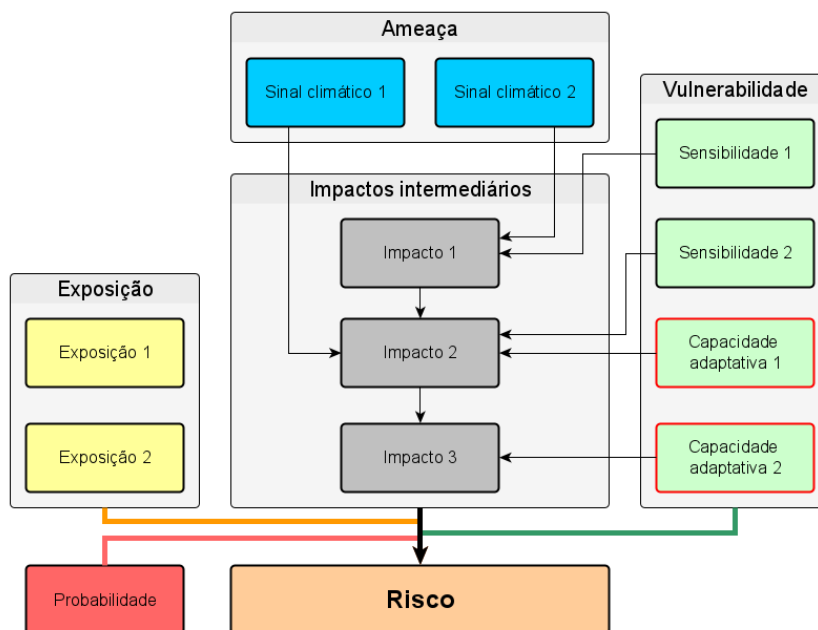 Ameaça
Sinal climático 1
Sinal climático 2
Vulnerabilidade
Sensibilidade 1
Sensibilidade 2
Capacidade
adaptativa 1
Capacidade
adaptativa 2
Impactos intermediários
Impacto 1
Impacto 2
Impacto 3
Exposição
Exposição 1
Exposição 2
Probabilidade
Risco